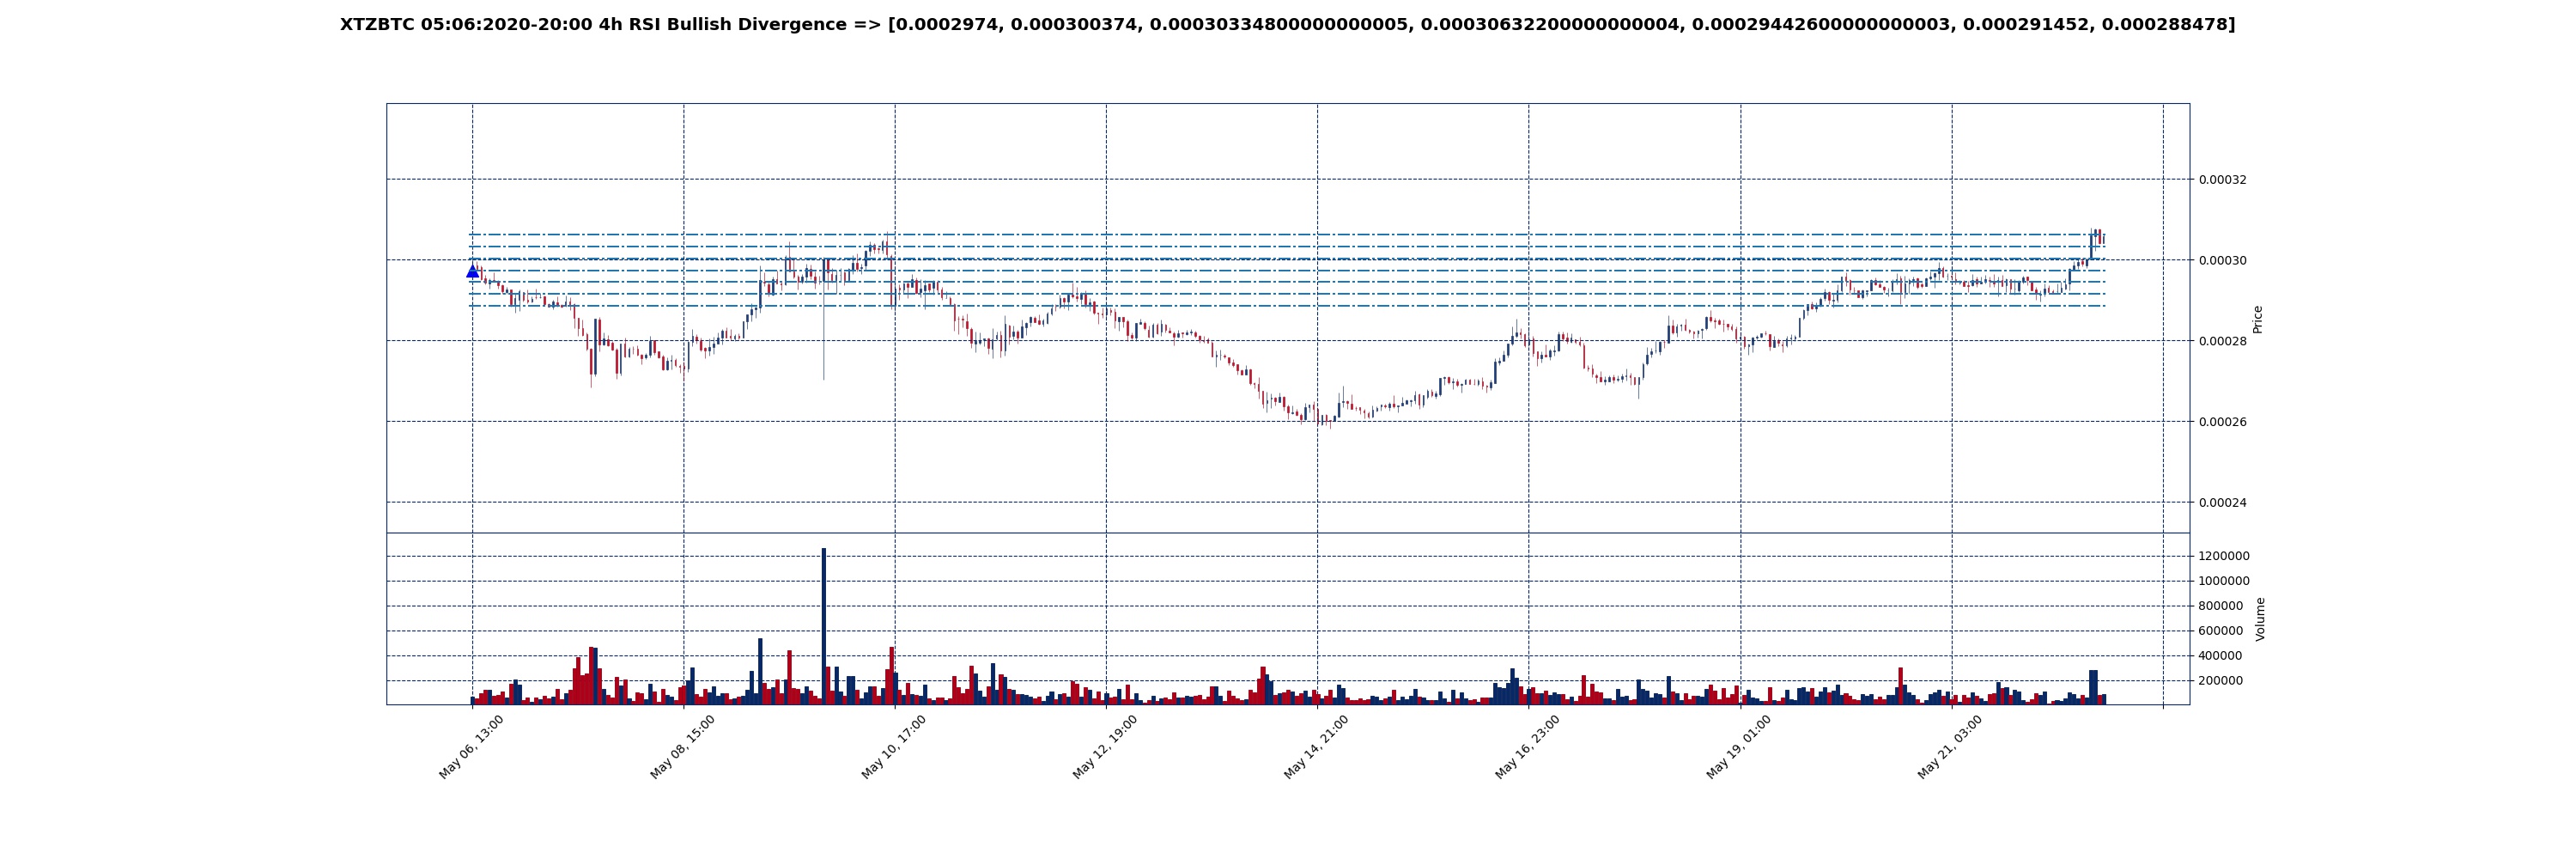 XTZBTC 05:06:2020-20:00 4h RSI Bullish Divergence => [0.0002974, 0.000300374, 0.00030334800000000005, 0.00030632200000000004, 0.00029442600000000003, 0.000291452, 0.000288478]
0.00032
0.00030
0.00028
0.00026
0.00024
Price
1200000
1000000
800000
600000
400000
200000
Volume
May 06, 13:00
May 08, 15:00
May 10, 17:00
May 12, 19:00
May 14, 21:00
May 16, 23:00
May 19, 01:00
May 21, 03:00